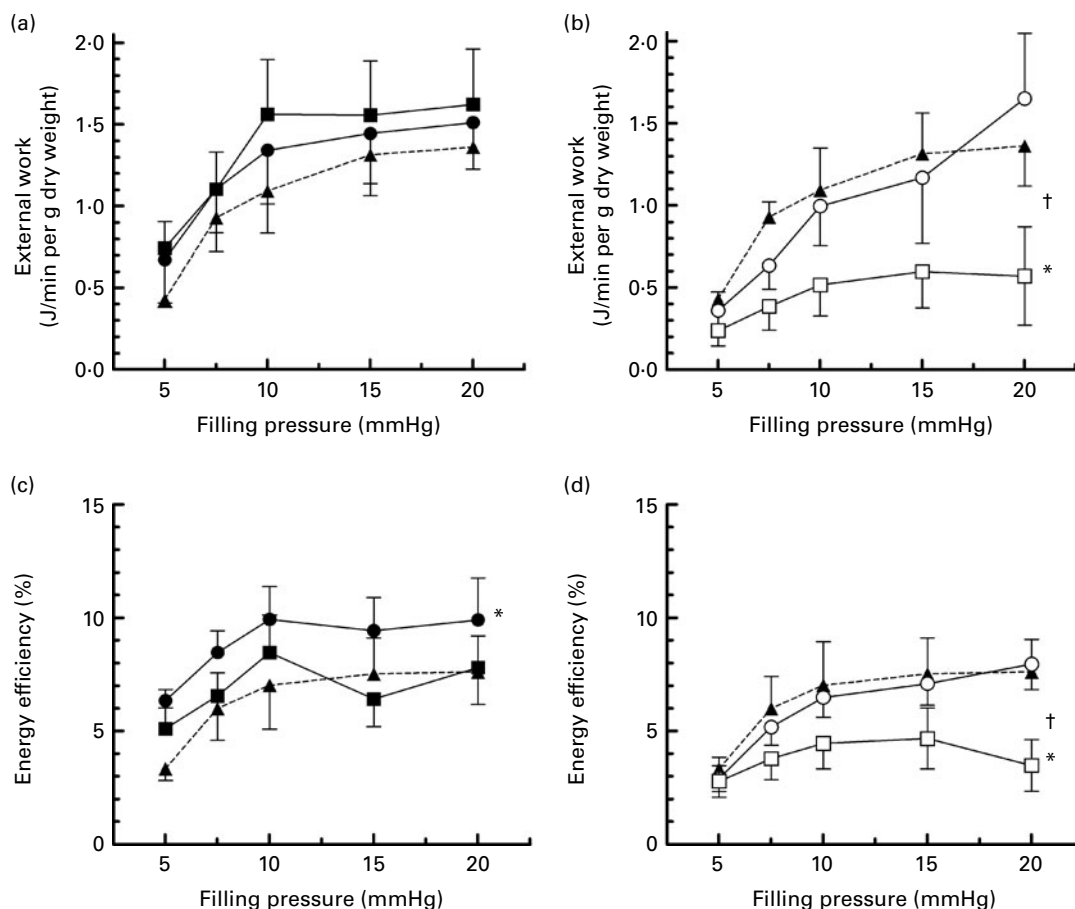 (a)
External work
(J/min per g dry weight)
2·0
1·5
1·0
0·5
0·0
5
10
15
20
Filling pressure (mmHg)
(b)
External work
(J/min per g dry weight)
2·0
1·5
1·0
0·5
0·0
†
*
5
10
15
20
Filling pressure (mmHg)
(c)
Energy efficiency (%)
15
10
5
0
*
5
10
15
20
Filling pressure (mmHg)
(d)
Energy efficiency (%)
15
10
5
0
†
*
5
10
15
20
Filling pressure (mmHg)